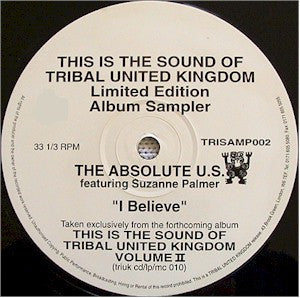 THIS IS THE SOUND OF
TRIBAL UNITED KINGDOM
Limited Edition
Album Sampler
33 1/3 RPM
TRISAMP002
THE ABSOLUTE U.S.
featuring Suzanne Palmer
"I Believe"
Taken exclusively from the forthcoming album
THIS IS THE SOUND OF
TRIBAL UNITED KINGDOM
VOLUME II
(triuk cd/lp/mc 010)